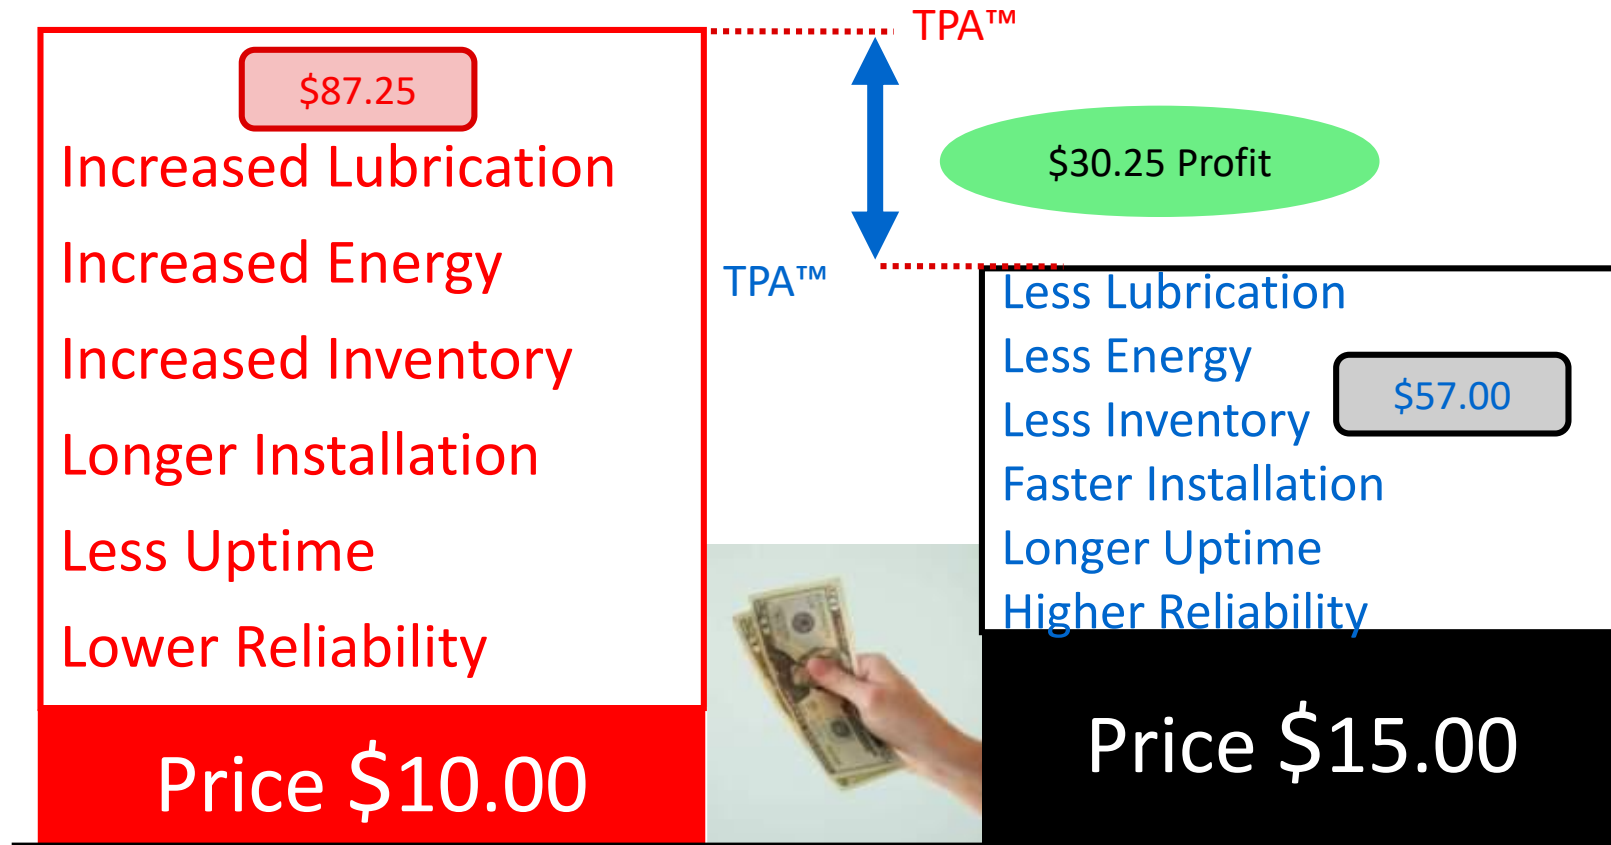 TPA™
$87.25
Increased Lubrication
Increased Energy
Increased Inventory
Longer Installation
Less Uptime
Lower Reliability
Price $10.00
$30.25 Profit
TPA™
Less Lubrication
Less Energy
Less Inventory
$57.00
Faster Installation
Longer Uptime
Higher Reliability
Price $15.00